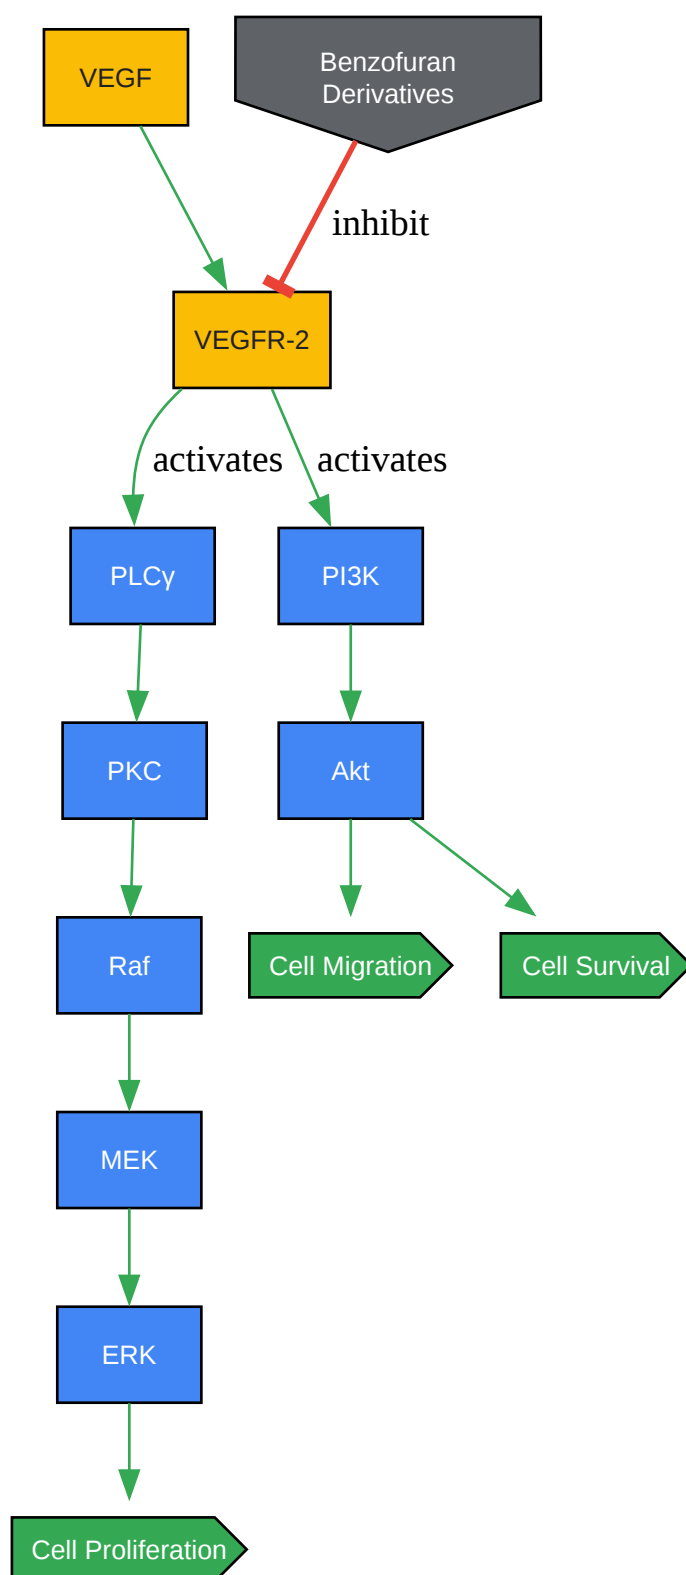 VEGF
Benzofuran
Derivatives
inhibit
VEGFR-2
activates
activates
PLCγ
PI3K
PKC
Akt
Raf
Cell Migration
Cell Survival
MEK
ERK
Cell Proliferation